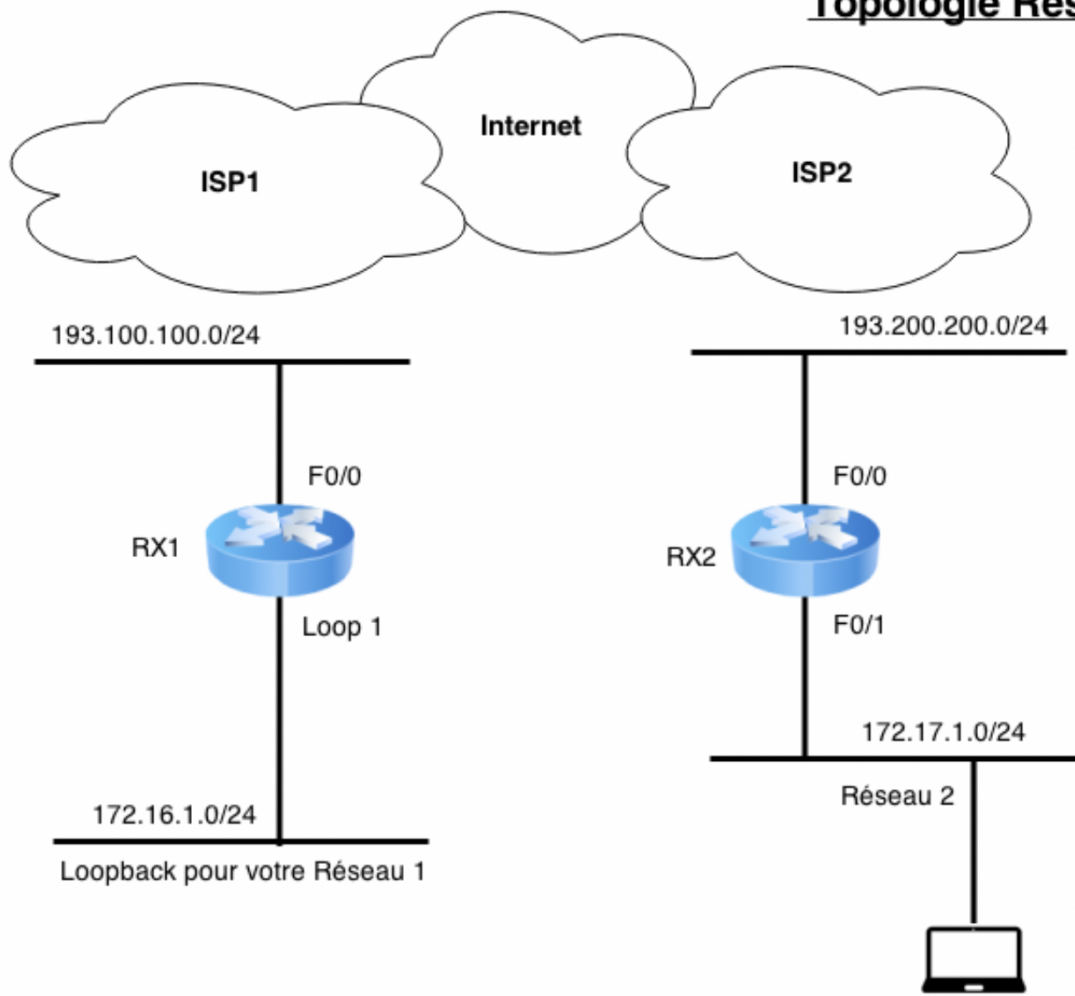 Topologie
Internet
ISP1
ISP2
193.100.100.0/24
193.200.200.0/24
F0/0
F0/0
RX1
RX2
Loop 1
F0/1
172.17.1.0/24
Réseau 2
172.16.1.0/24
Loopback pour votre Réseau 1